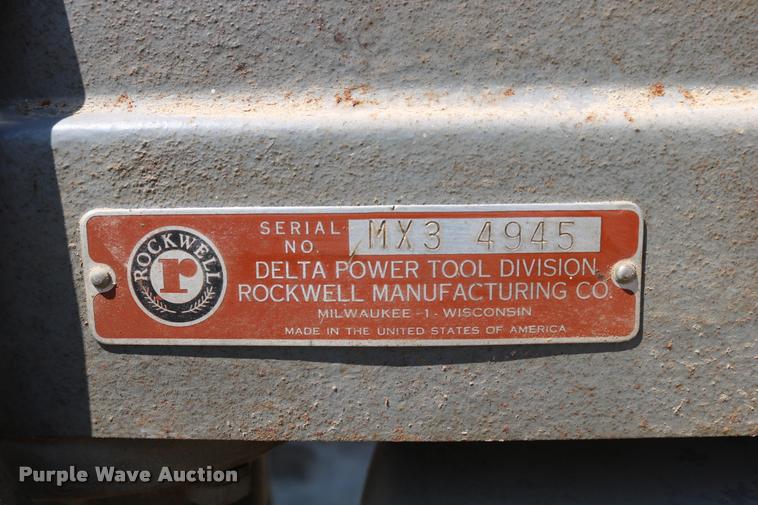 ROCKWELL
r
SERIAL
NO. MX3 4945
DELTA POWER TOOL DIVISION
ROCKWELL MANUFACTURING CO.
MILWAUKEE -1- WISCONSIN
MADE IN THE UNITED STATES OF AMERICA
Purple Wave Auction